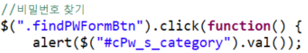 //비밀번호 찾기
$(".findPWFormBtn").click(function() {
    alert($("#cPw_s_category").val());